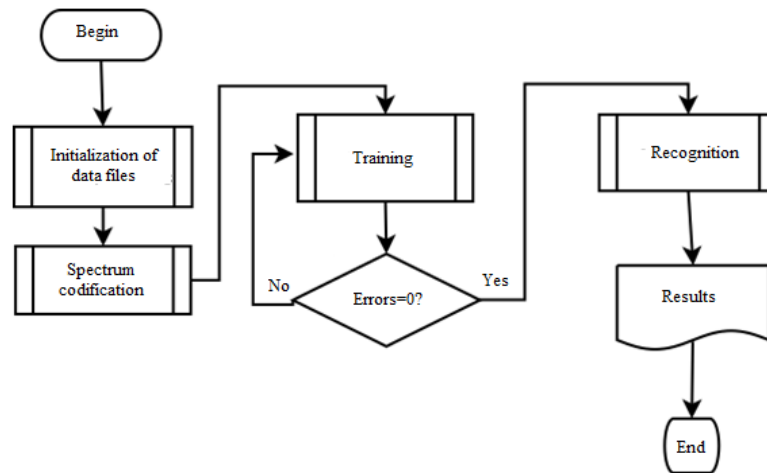 Begin
Initialization of
data files
Spectrum
codification
Training
Errors=0?
No
Yes
Recognition
Results
End